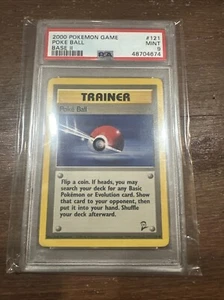 2000 POKEMON GAME #121
POKE BALL MINT
BASE II 9
PSA 48704874
TRAINER
Poké Ball
Flip a coin. If heads, you may
search your deck for any Basic
Pokémon or Evolution card. Show
that card to your opponent, then
put it into your hand. Shuffle
your deck afterward.